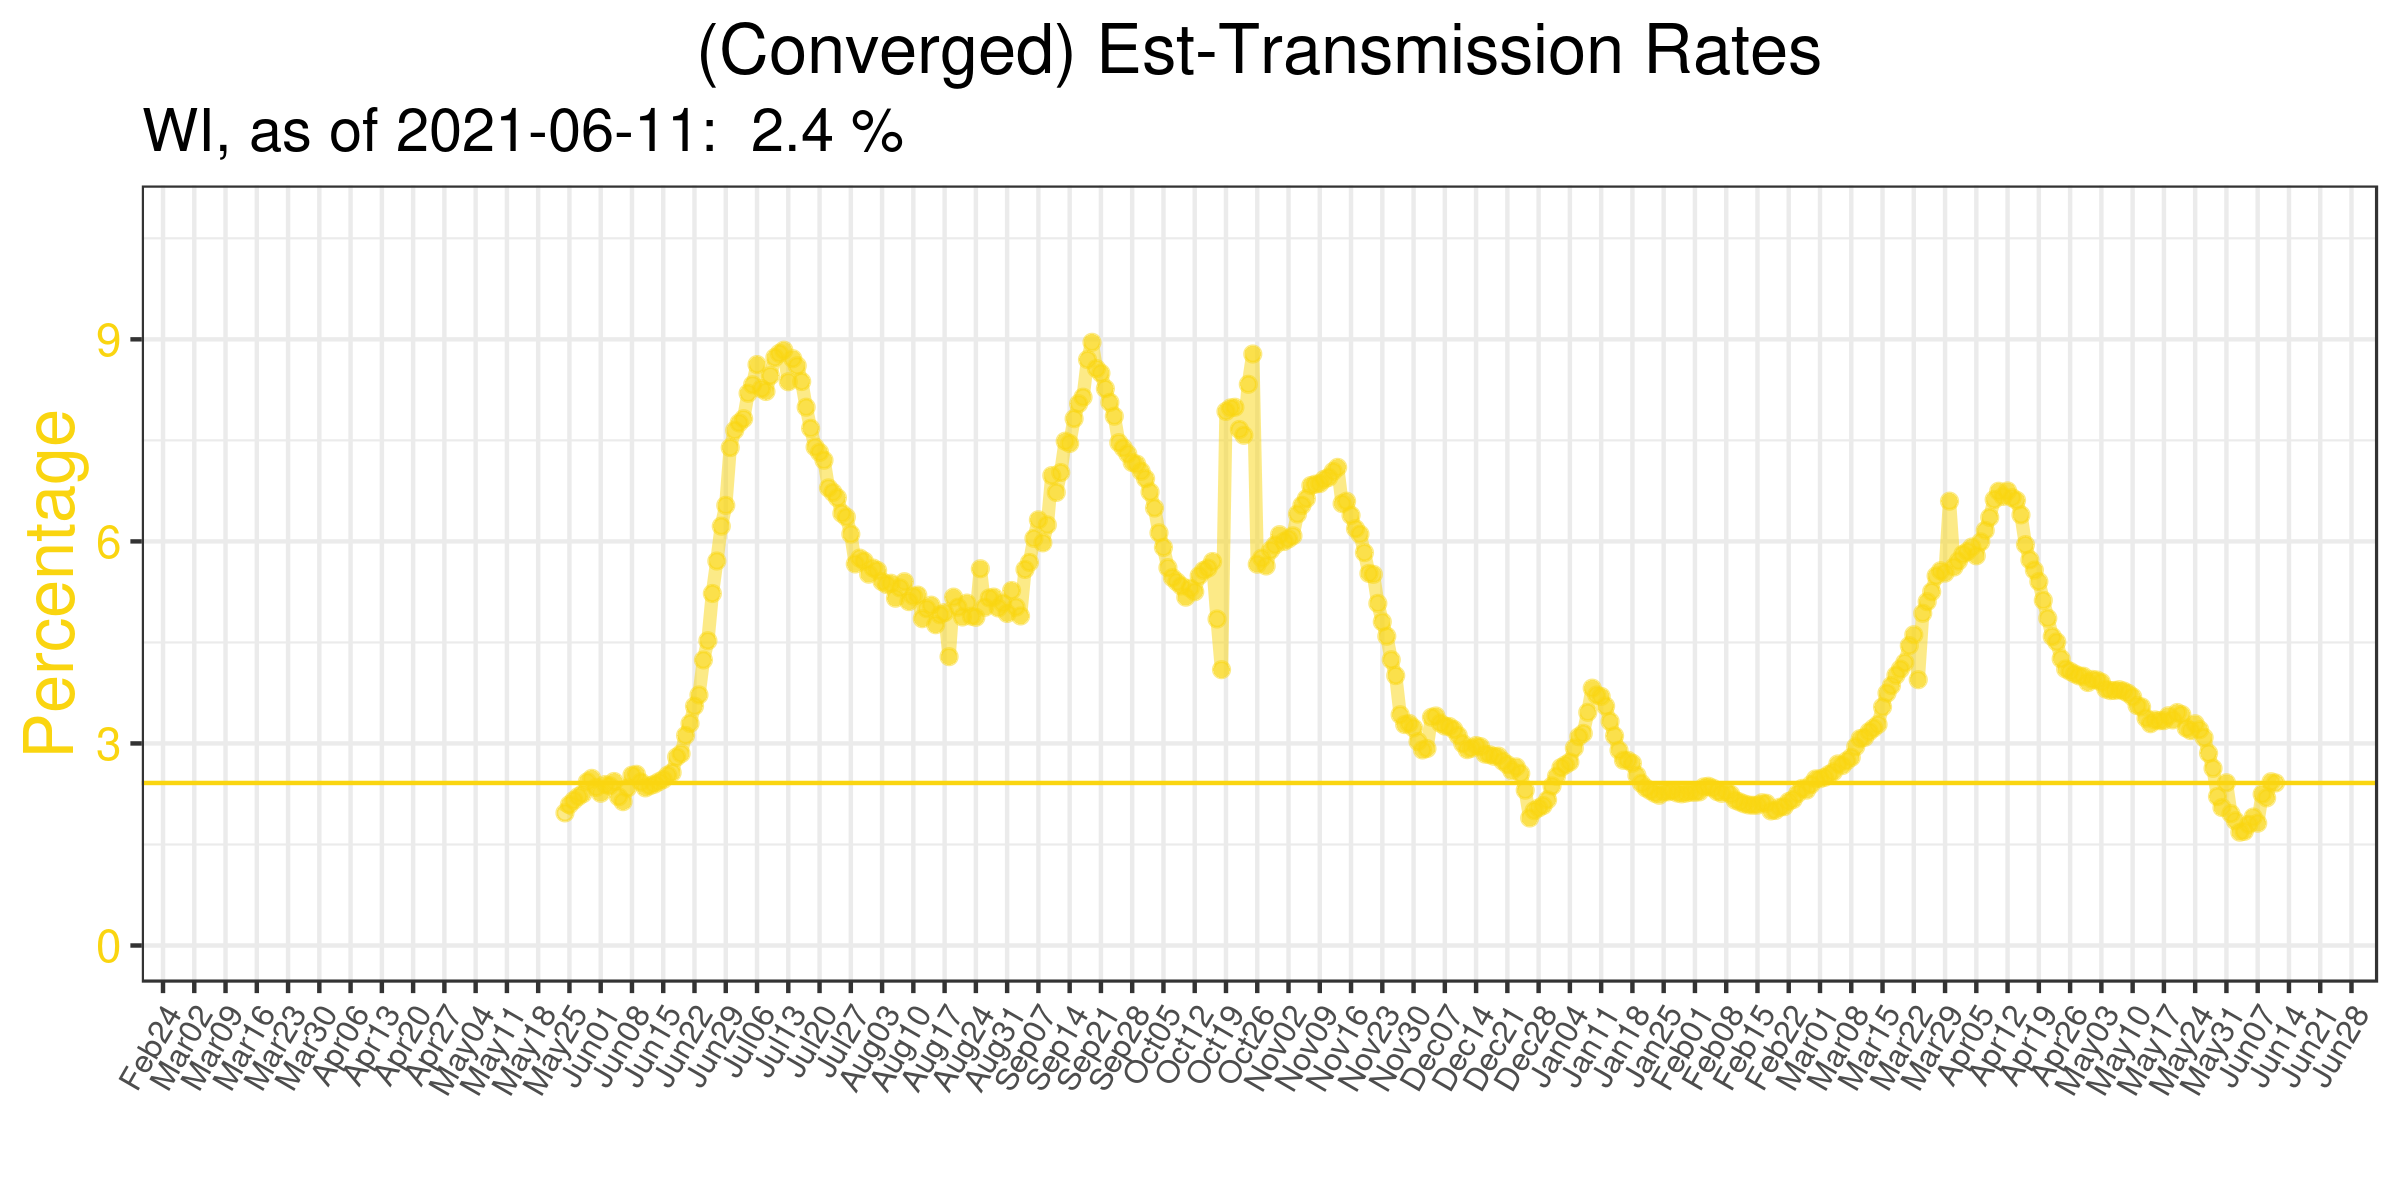 (Converged) Est-Transmission Rates
WI, as of 2021-06-11:  2.4 %
Percentage
9
6
3
0
Feb24
Mar02
Mar09
Mar16
Mar23
Mar30
Apr06
Apr13
Apr20
Apr27
May04
May11
May18
May25
Jun01
Jun08
Jun15
Jun22
Jun29
Jul06
Jul13
Jul20
Jul27
Aug03
Aug10
Aug17
Aug24
Aug31
Sep07
Sep14
Sep21
Sep28
Oct05
Oct12
Oct19
Oct26
Nov02
Nov09
Nov16
Nov23
Nov30
Dec07
Dec14
Dec21
Dec28
Jan04
Jan11
Jan18
Jan25
Feb01
Feb08
Feb15
Feb22
Mar01
Mar08
Mar15
Mar22
Mar29
Apr05
Apr12
Apr19
Apr26
May03
May10
May17
May24
May31
Jun07
Jun14
Jun21
Jun28